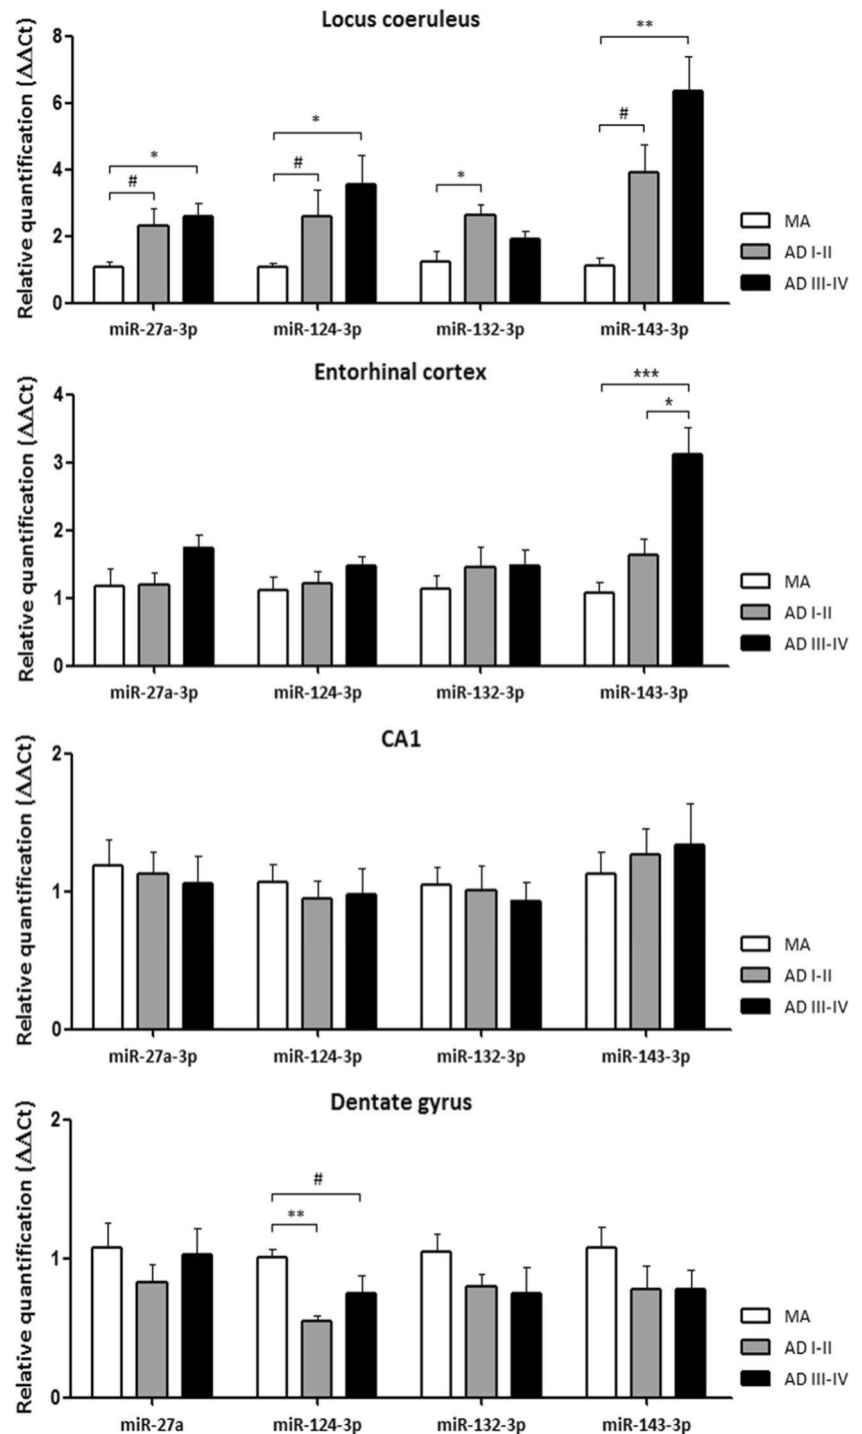 Locus coeruleus
Relative quantification (ΔΔCt)
8
6
4
2
0
**
#
*
#
*
#
*
miR-27a-3p miR-124-3p miR-132-3p miR-143-3p
MA
AD I-II
AD III-IV
Entorhinal cortex
Relative quantification (ΔΔCt)
4
3
2
1
0
***
*
miR-27a-3p miR-124-3p miR-132-3p miR-143-3p
MA
AD I-II
AD III-IV
CA1
Relative quantification (ΔΔCt)
2
1
0
miR-27a-3p miR-124-3p miR-132-3p miR-143-3p
MA
AD I-II
AD III-IV
Dentate gyrus
Relative quantification (ΔΔCt)
2
1
0
#
**
miR-27a miR-124-3p miR-132-3p miR-143-3p
MA
AD I-II
AD III-IV